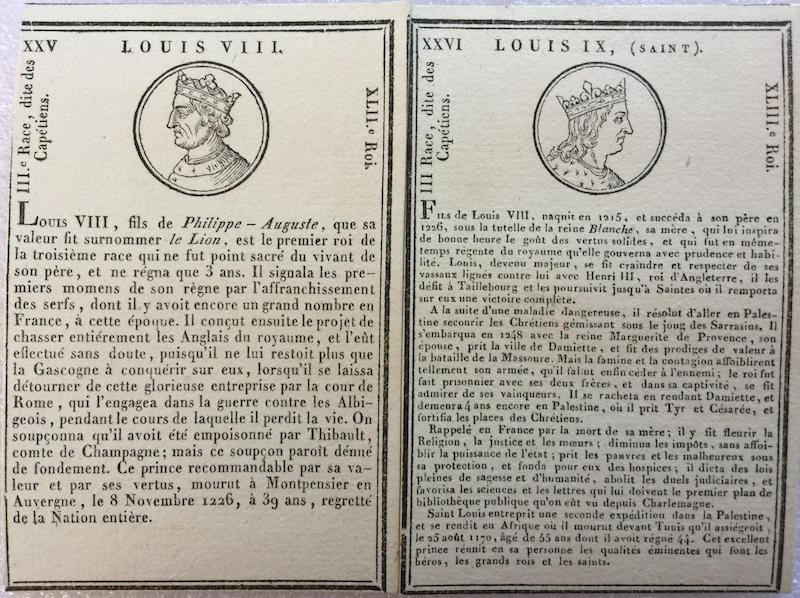 XXV LOUIS VIII.
III.e Race, dite des
Capétiens.
XLII.e Roi.
Louis VIII, fils de Philippe-Auguste, que sa
valeur fit surnommer le Lion, est le premier roi de
la troisième race qui ne fut point sacré du vivant de
son père, et ne régna que 3 ans. Il signala les pre-
miers momens de son règne par l'affranchissement
des serfs, dont il y avoit encore un grand nombre en
France, à cette époque. Il conçut ensuite le projet de
chasser entiérement les Anglais du royaume, et l'eût
effectué sans doute, puisqu'il ne lui restoit plus que
la Gascogne à conquérir sur eux, lorsqu'il se laissa
détourner de cette glorieuse entreprise par la cour de
Rome, qui l'engagea dans la guerre contre les Albi-
geois, pendant le cours de laquelle il perdit la vie. On
soupçonna qu'il avoit été empoisonné par Thibault,
comte de Champagne; mais ce soupçon paroît dénué
de fondement. Ce prince recommandable par sa va-
leur et par ses vertus, mourut à Montpensier en
Auvergne, le 8 Novembre 1226, à 39 ans, regretté
de la Nation entière.
XXVI LOUIS IX, (SAINT).
III Race, dite des
Capétiens.
XLIII.e Roi.
Fils de Louis VIII, naquit en 1215, et succéda à son père en
1226, sous la tutelle de la reine Blanche, sa mère, qui lui inspira
de bonne heure le goût des vertus solides, et qui fut en même-
temps régente du royaume qu'elle gouverna avec prudence et habi-
lité. Louis, devenu majeur, se fit craindre et respecter de ses
vassaux ligués contre lui avec Henri III, roi d'Angleterre, il les
défit à Taillebourg et les poursuivit jusqu'à Saintes où il remporta
sur eux une victoire complète.
A la suite d'une maladie dangereuse, il résolut d'aller en Pales-
tine secourir les Chrétiens gémissant sous le joug des Sarrasins. Il
s'embarqua en 1248 avec la reine Marguerite de Provence, son
épouse, prit la ville de Damiette, et fit des prodiges de valeur à
la bataille de la Massoure. Mais la famine et la contagion affoiblirent
tellement son armée, qu'il falut enfin céder à l'ennemi; le roi fut
fait prisonnier avec ses deux frères, et dans sa captivité, se fit
admirer de ses vainqueurs. Il se racheta en rendant Damiette, et
demeura 4 ans encore en Palestine, où il prit Tyr et Césarée, et
fortifia les places des Chrétiens.
Rappelé en France par la mort de sa mère; il y fit fleurir la
Religion, la justice et les mœurs; diminua les impôts, sans affoi-
blir la puissance de l'état; prit les pauvres et les malheureux sous
sa protection, et fonda pour eux des hospices; il dicta des lois
pleines de sagesse et d'humanité, abolit les duels judiciaires, et
favorisa les sciences et les lettres qui lui doivent le premier plan de
bibliothèque publique qu'on eût vu depuis Charlemagne.
Saint Louis entreprit une seconde expédition dans la Palestine,
et se rendit en Afrique où il mourut devant Tunis qu'il assiégeoit,
le 25 août 1170, âgé de 55 ans dont il avoit régné 44. Cet excellent
prince réunit en sa personne les qualités éminentes qui font les
héros, les grands rois et les saints.